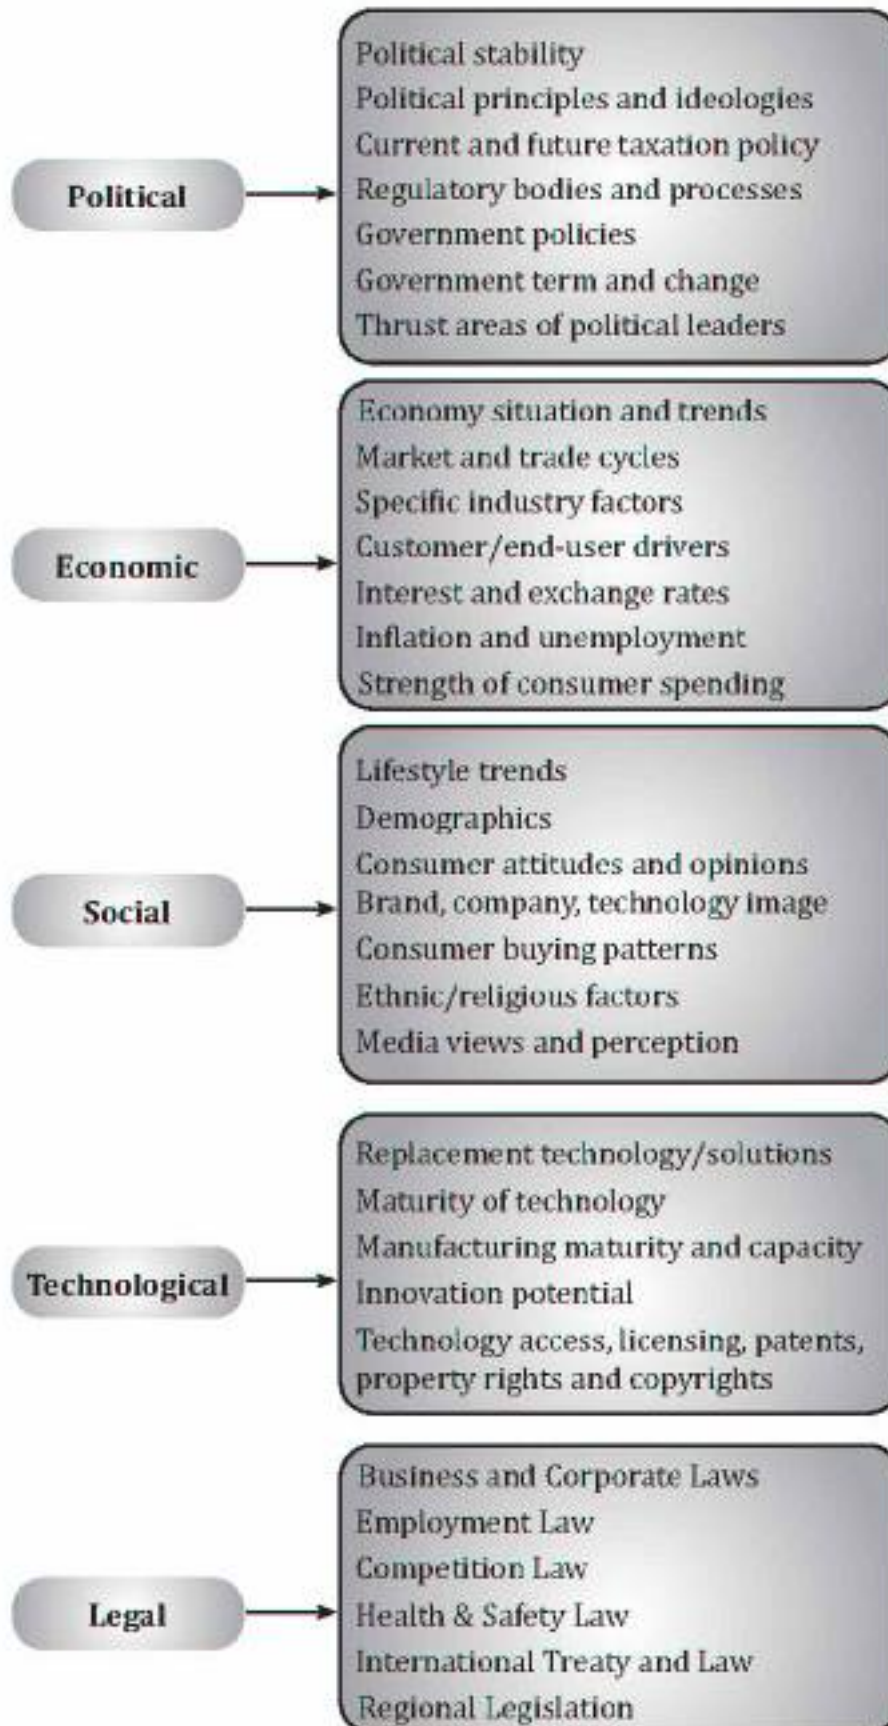 Political
Political stability
Political principles and ideologies
Current and future taxation policy
Regulatory bodies and processes
Government policies
Government term and change
Thrust areas of political leaders
Economic
Economy situation and trends
Market and trade cycles
Specific industry factors
Customer/end-user drivers
Interest and exchange rates
Inflation and unemployment
Strength of consumer spending
Social
Lifestyle trends
Demographics
Consumer attitudes and opinions
Brand, company, technology image
Consumer buying patterns
Ethnic/religious factors
Media views and perception
Technological
Replacement technology/solutions
Maturity of technology
Manufacturing maturity and capacity
Innovation potential
Technology access, licensing, patents,
property rights and copyrights
Legal
Business and Corporate Laws
Employment Law
Competition Law
Health & Safety Law
International Treaty and Law
Regional Legislation